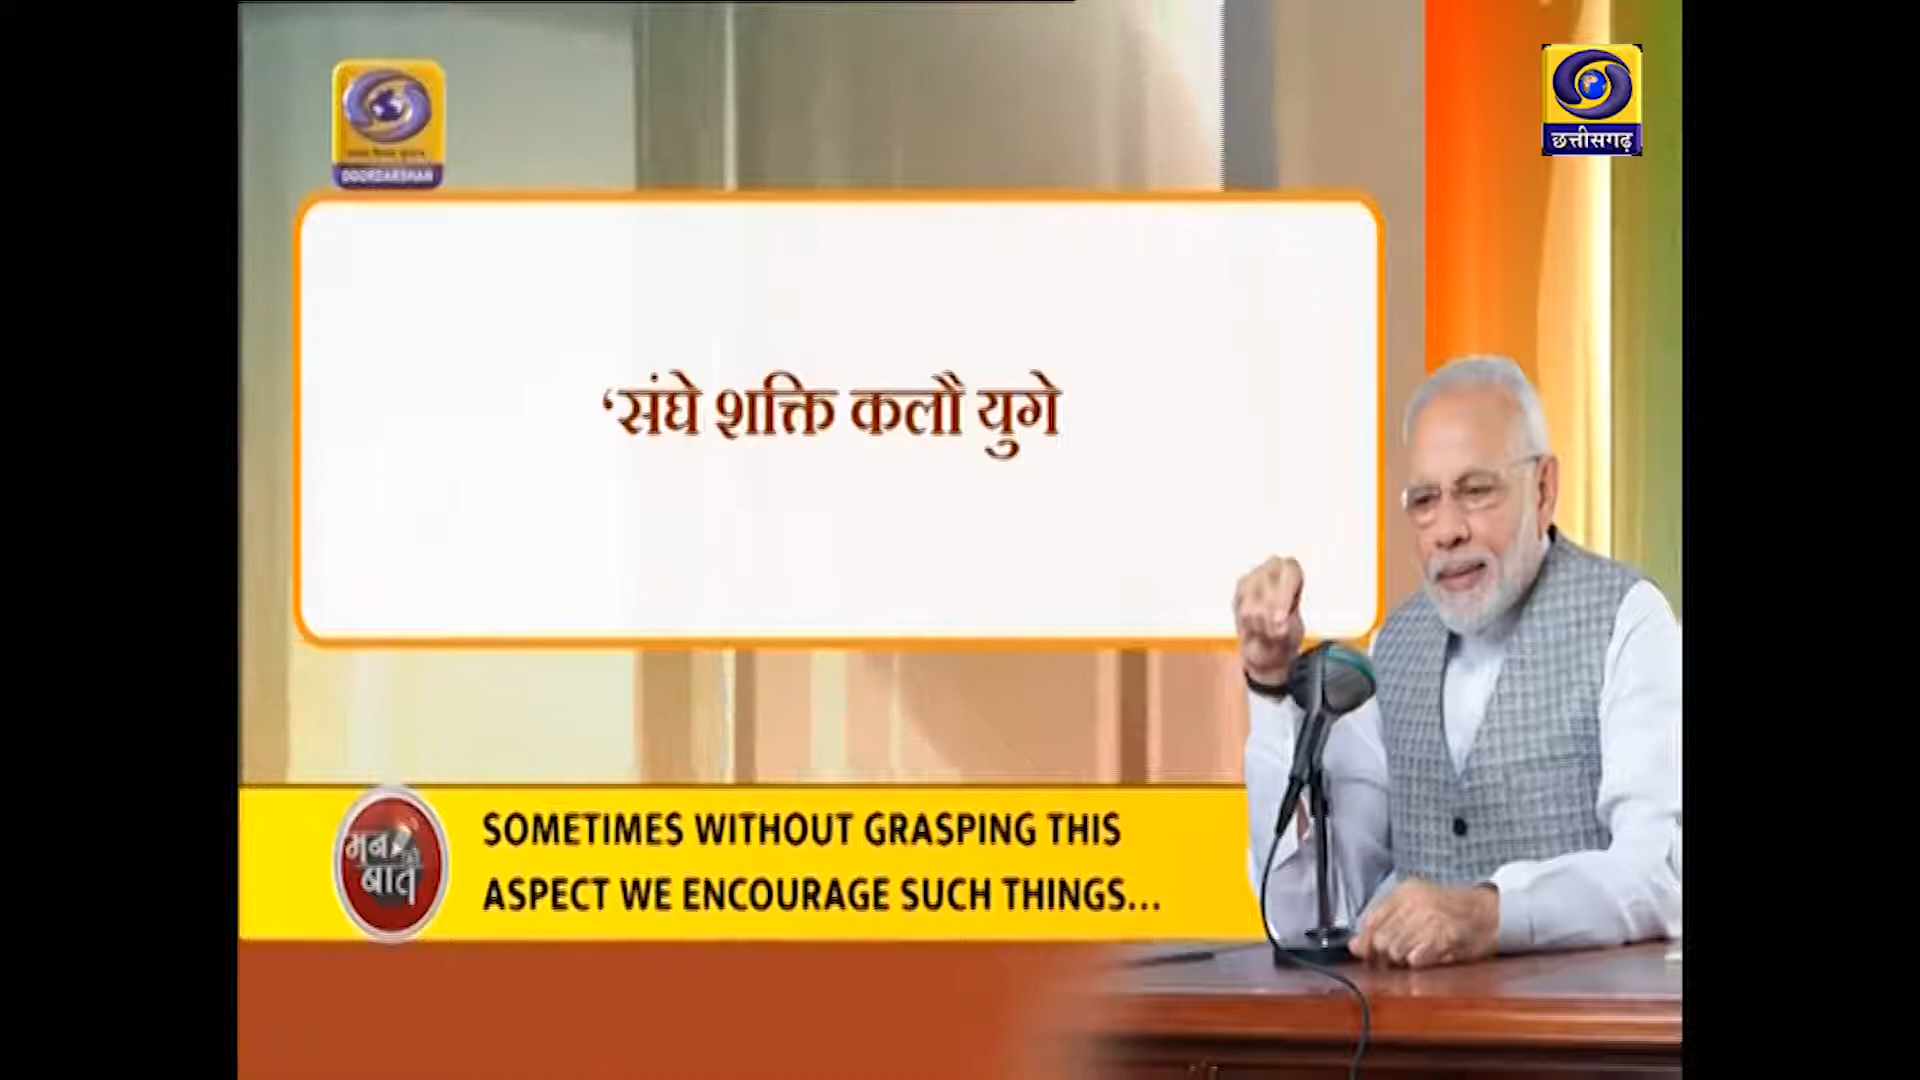 DOORDARSHAN
छत्तीसगढ़
‘संघे शक्ति कलौ युगे
मन की
बात
SOMETIMES WITHOUT GRASPING THIS
ASPECT WE ENCOURAGE SUCH THINGS...